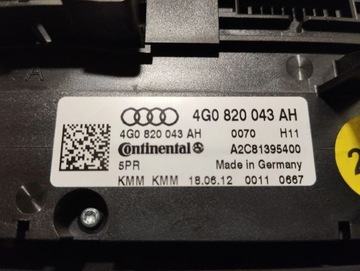 4G0 820 043 AH
4G0 820 043 AH 0070 H11
Continental A2C81395400
5PR Made in Germany
KMM KMM 18.06.12 0011 0667
A
2